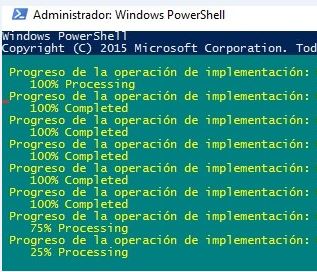 Administrador: Windows PowerShell
Windows PowerShell
Copyright (C) 2015 Microsoft Corporation. Tod
Progreso de la operación de implementación:
100% Processing
Progreso de la operación de implementación:
100% Completed
Progreso de la operación de implementación:
100% Completed
Progreso de la operación de implementación:
100% Completed
Progreso de la operación de implementación:
100% Completed
Progreso de la operación de implementación:
100% Completed
Progreso de la operación de implementación:
75% Processing
Progreso de la operación de implementación:
25% Processing